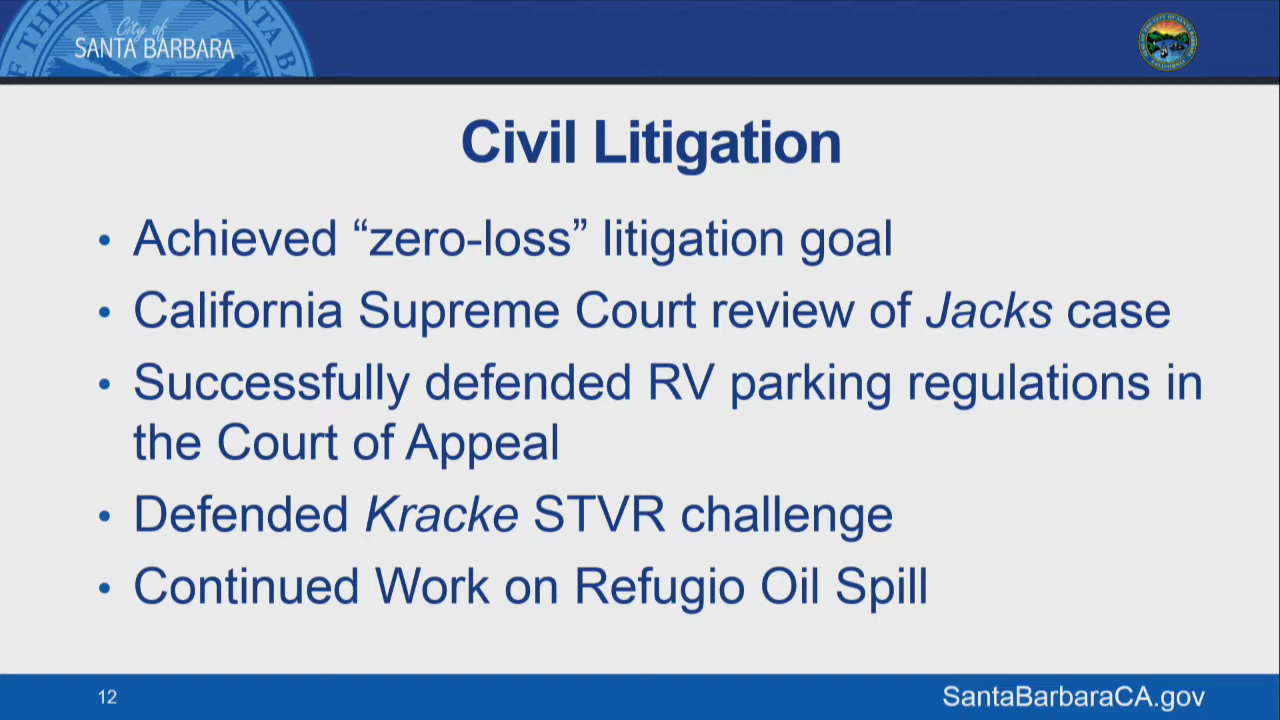 City of
SANTA BARBARA
Civil Litigation
• Achieved “zero-loss” litigation goal
• California Supreme Court review of Jacks case
• Successfully defended RV parking regulations in
the Court of Appeal
• Defended Kracke STVR challenge
• Continued Work on Refugio Oil Spill
12
SantaBarbaraCA.gov